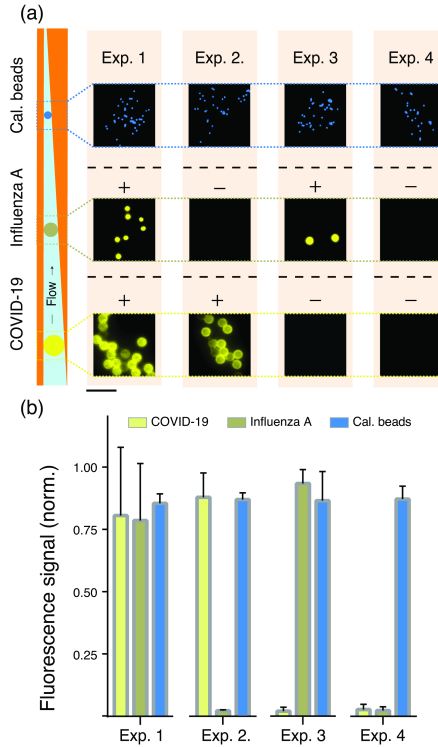 (a)
Exp. 1
Exp. 2.
Exp. 3
Exp. 4
Cal. beads
Influenza A
+
−
+
−
COVID-19
— Flow →
+
+
−
−
(b)
COVID-19
Influenza A
Cal. beads
Fluorescence signal (norm.)
1.00
0.75
0.50
0.25
Exp. 1
Exp. 2.
Exp. 3
Exp. 4